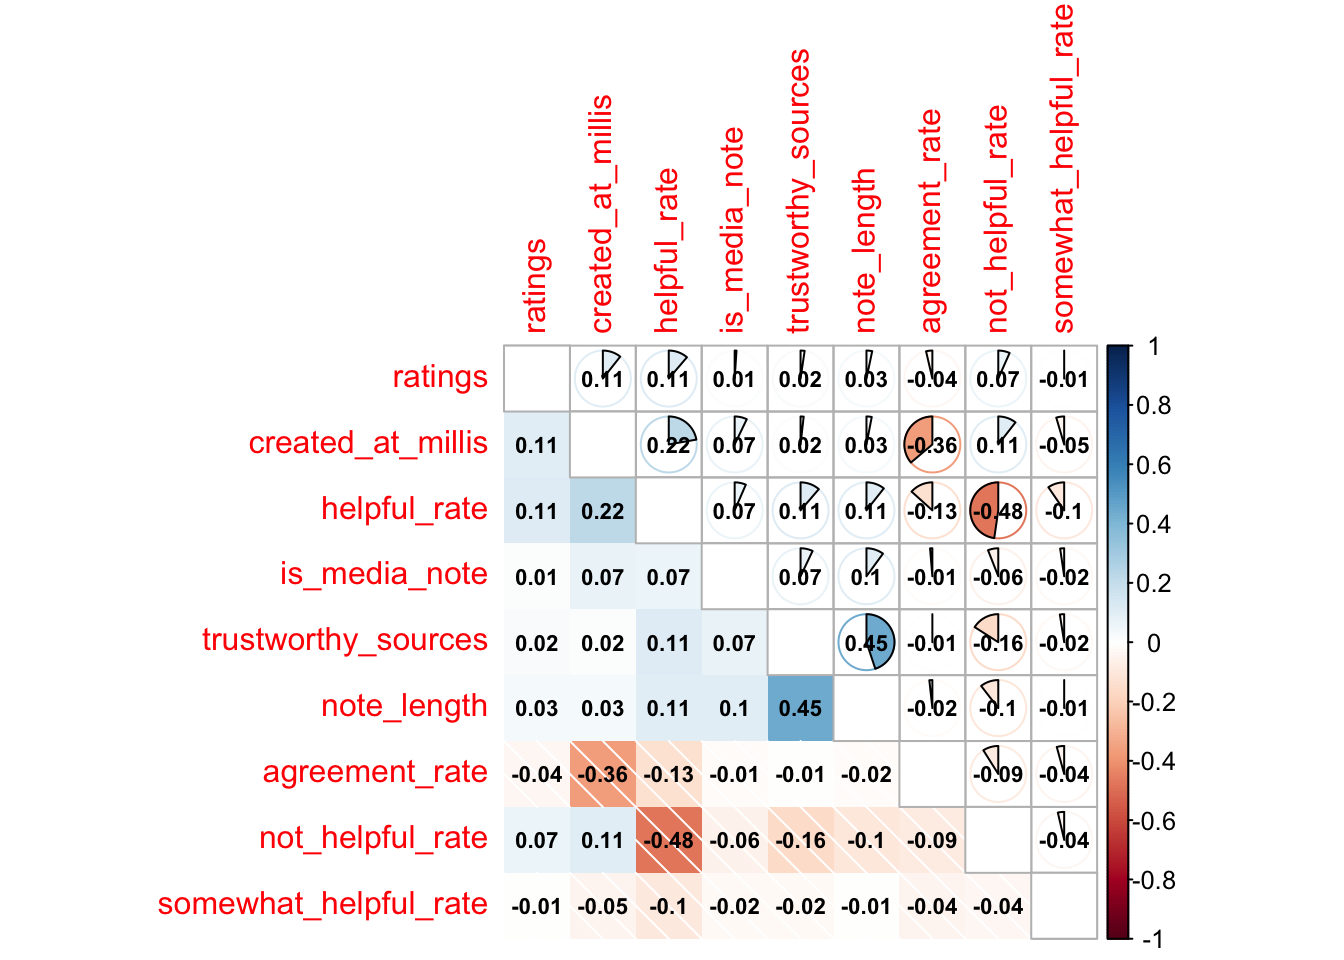 ratings
created_at_millis
helpful_rate
is_media_note
trustworthy_sources
note_length
agreement_rate
not_helpful_rate
somewhat_helpful_rate
ratings 0.11 0.11 0.01 0.02 0.03 -0.04 0.07 -0.01
created_at_millis 0.11 0.22 0.07 0.02 0.03 -0.36 0.11 -0.05
helpful_rate 0.11 0.22 0.07 0.11 0.11 -0.13 -0.48 -0.1
is_media_note 0.01 0.07 0.07 0.07 0.1 -0.01 -0.06 -0.02
trustworthy_sources 0.02 0.02 0.11 0.07 0.45 -0.01 -0.16 -0.02
note_length 0.03 0.03 0.11 0.1 0.45 -0.02 -0.1 -0.01
agreement_rate -0.04 -0.36 -0.13 -0.01 -0.01 -0.02 -0.09 -0.04
not_helpful_rate 0.07 0.11 -0.48 -0.06 -0.16 -0.1 -0.09 -0.04
somewhat_helpful_rate -0.01 -0.05 -0.1 -0.02 -0.02 -0.01 -0.04 -0.04
1
0.8
0.6
0.4
0.2
0
-0.2
-0.4
-0.6
-0.8
-1